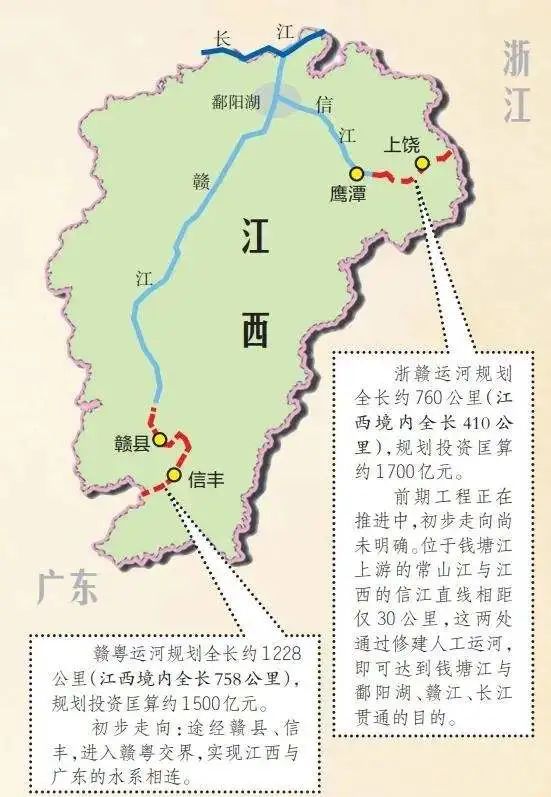 长江
浙江
鄱阳湖
信江
上饶
鹰潭
赣江
江西
赣县
信丰
广东
浙赣运河规划
全长约760公里(江
西境内全长410公
里),规划投资匡算
约1700亿元。
前期工程正在
推进中,初步走向尚
未明确。位于钱塘江
上游的常山江与江
西的信江直线相距
仅30公里,这两处
通过修建人工运河,
即可达到钱塘江与
鄱阳湖、赣江、长江
贯通的目的。
赣粤运河规划全长约1228
公里(江西境内全长758公里),
规划投资匡算约1500亿元。
初步走向:途经赣县、信
丰,进入赣粤交界,实现江西与
广东的水系相连。